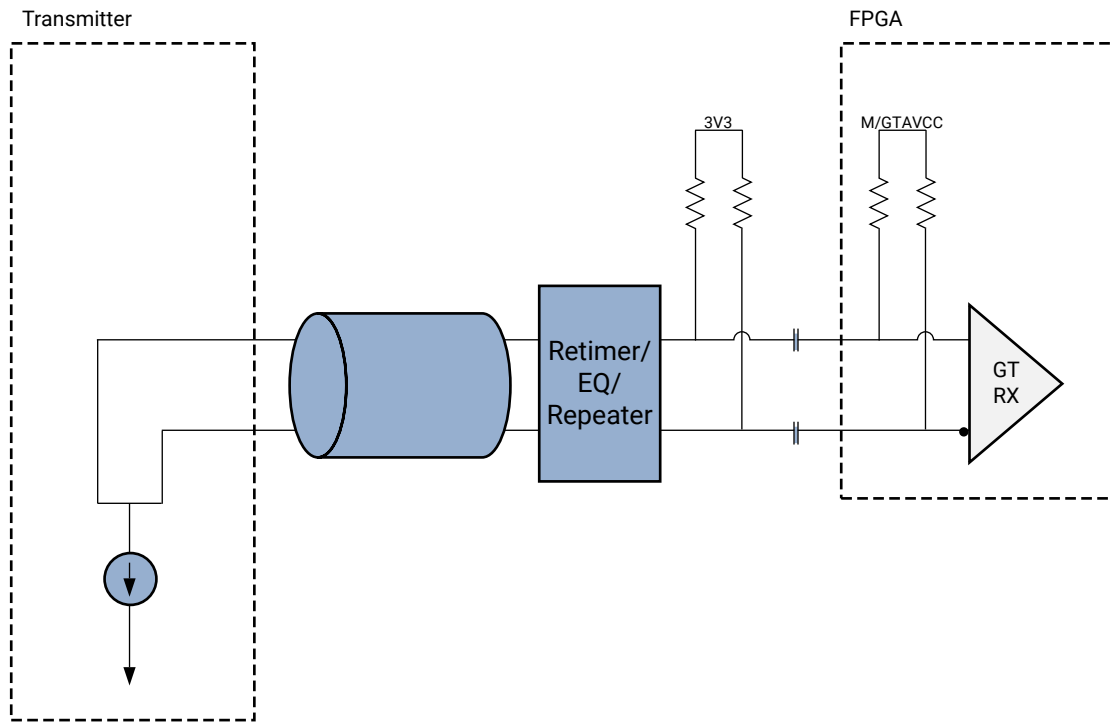 Transmitter
FPGA
3V3
M/GTAVCC
Retimer/
EQ/
Repeater
GT
RX